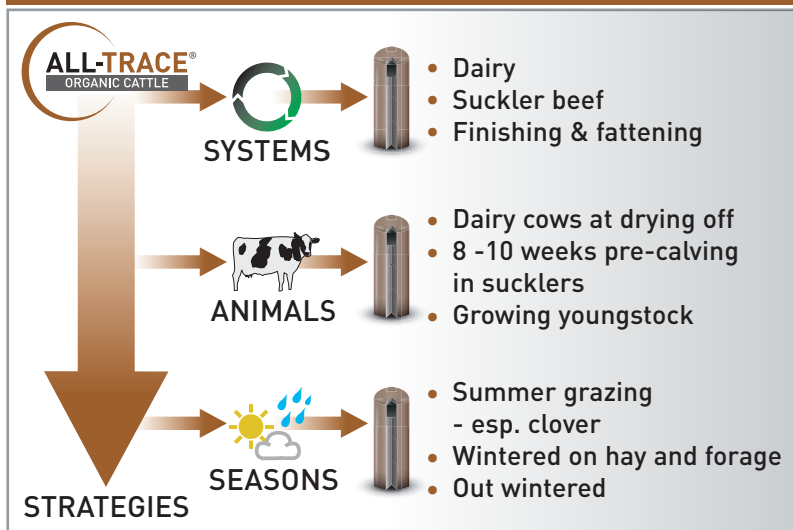 ALL-TRACE®
ORGANIC CATTLE
SYSTEMS
• Dairy
• Suckler beef
• Finishing & fattening
ANIMALS
• Dairy cows at drying off
• 8 -10 weeks pre-calving
in sucklers
• Growing youngstock
SEASONS
• Summer grazing
- esp. clover
• Wintered on hay and forage
• Out wintered
STRATEGIES